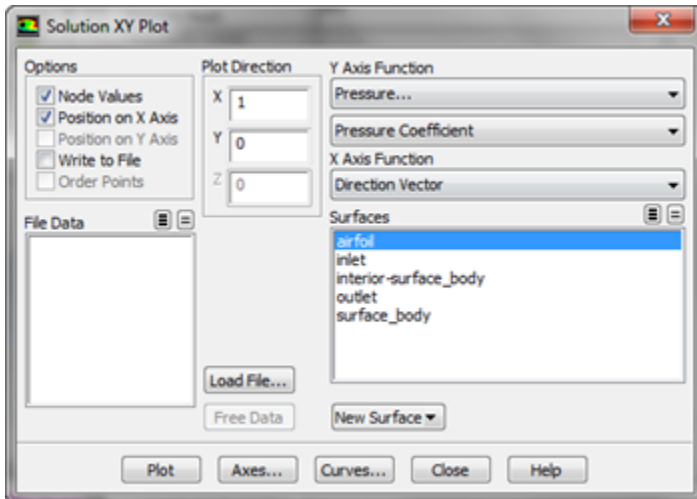 Solution XY Plot
Options
Node Values
Position on X Axis
Position on Y Axis
Write to File
Order Points
Plot Direction
X 1
Y 0
Z 0
Y Axis Function
Pressure...
Pressure Coefficient
X Axis Function
Direction Vector
File Data
Surfaces
airfoil
inlet
interior-surface_body
outlet
surface_body
Load File...
Free Data
New Surface
Plot
Axes...
Curves...
Close
Help